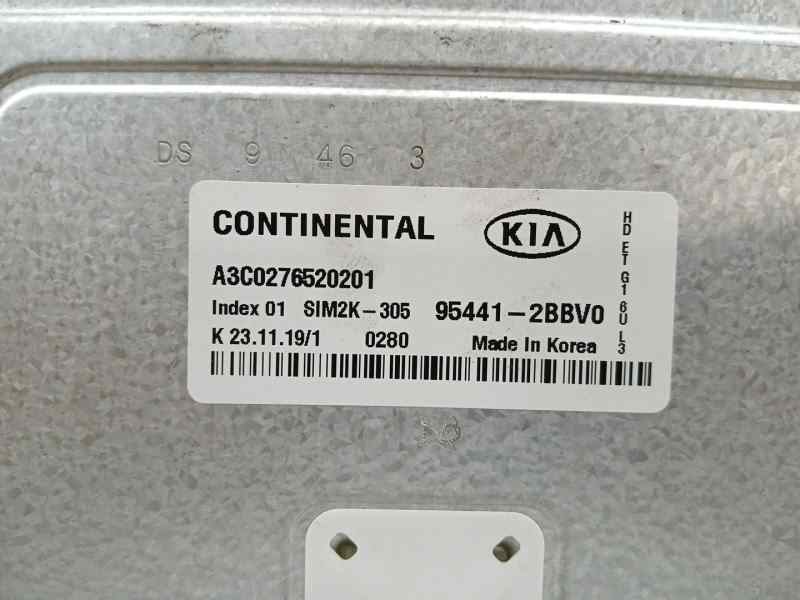 DS 9 46 3
CONTINENTAL KIA
A3C0276520201
Index 01 SIM2K-305 95441-2BBV0
K 23.11.19/1 0280 Made In Korea
HD ET G1 6U L3